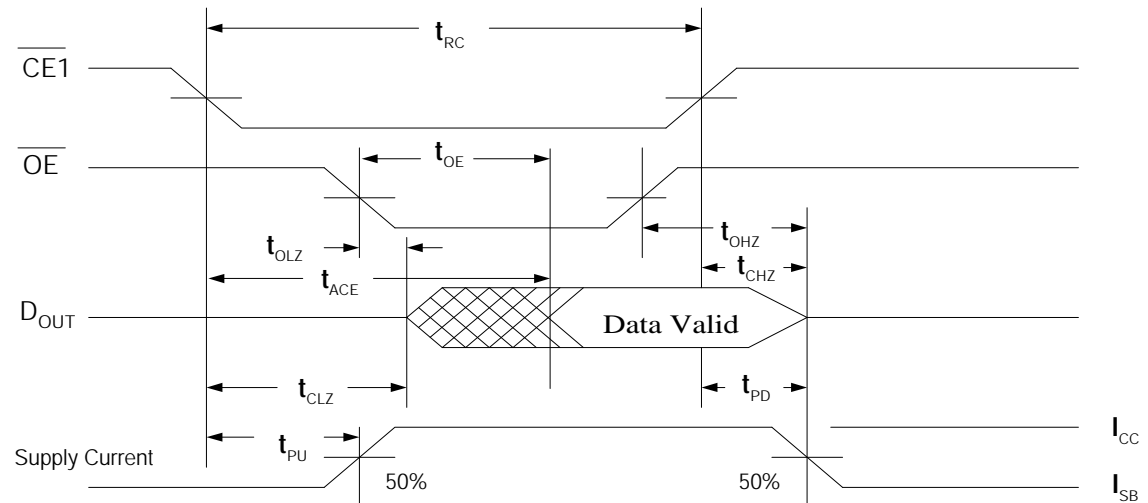 tRC
CE1
OE
tOE
tOHZ
tOLZ
tCHZ
tACE
DOUT
Data Valid
tCLZ
tPD
ICC
tPU
Supply Current
50%
50%
ISB